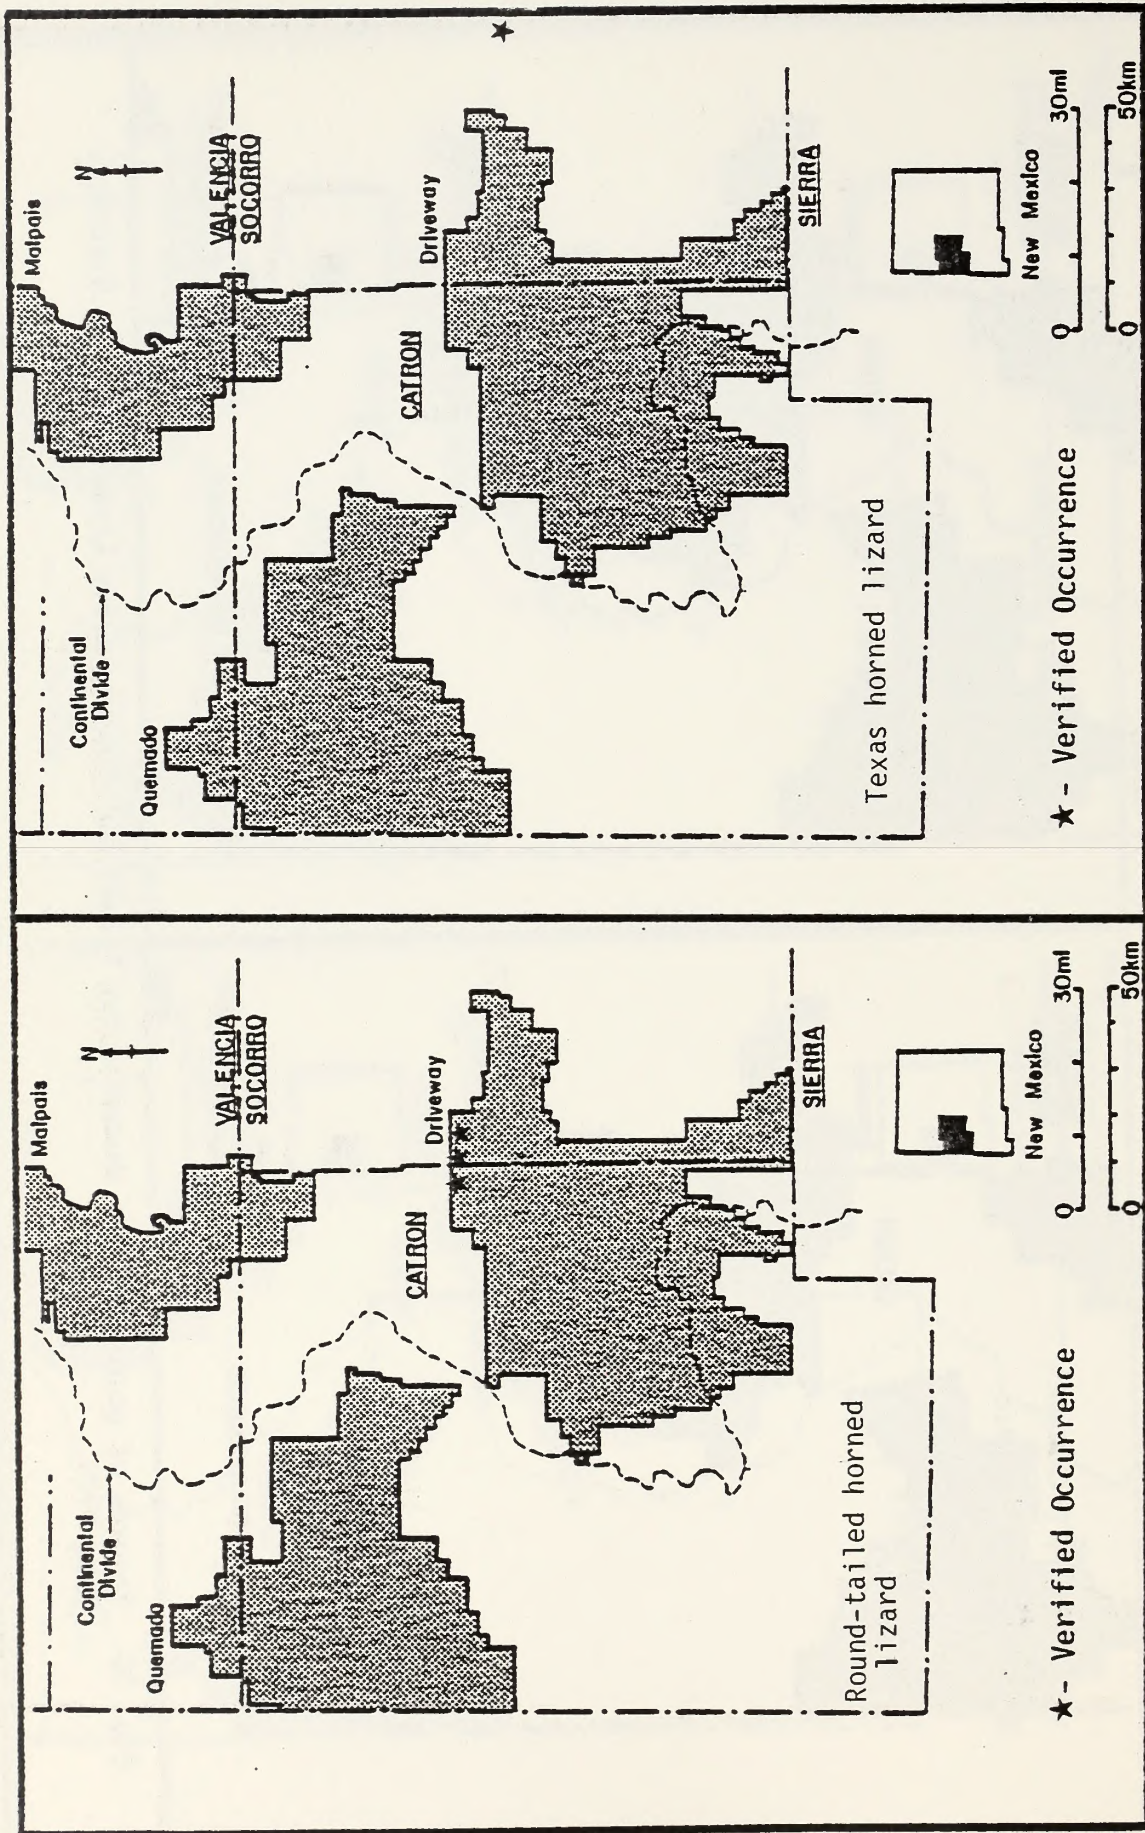 Malpais
N
VALENCIA
SOCORRO
Continental
Divide
Quemado
CATRON
Driveway
SIERRA
Round-tailed horned
lizard
New Mexico
★- Verified Occurrence
0 30mi
0 50km
Malpais
N
VALENCIA
SOCORRO
Continental
Divide
Quemado
CATRON
Driveway
SIERRA
Texas horned lizard
New Mexico
★- Verified Occurrence
0 30mi
0 50km